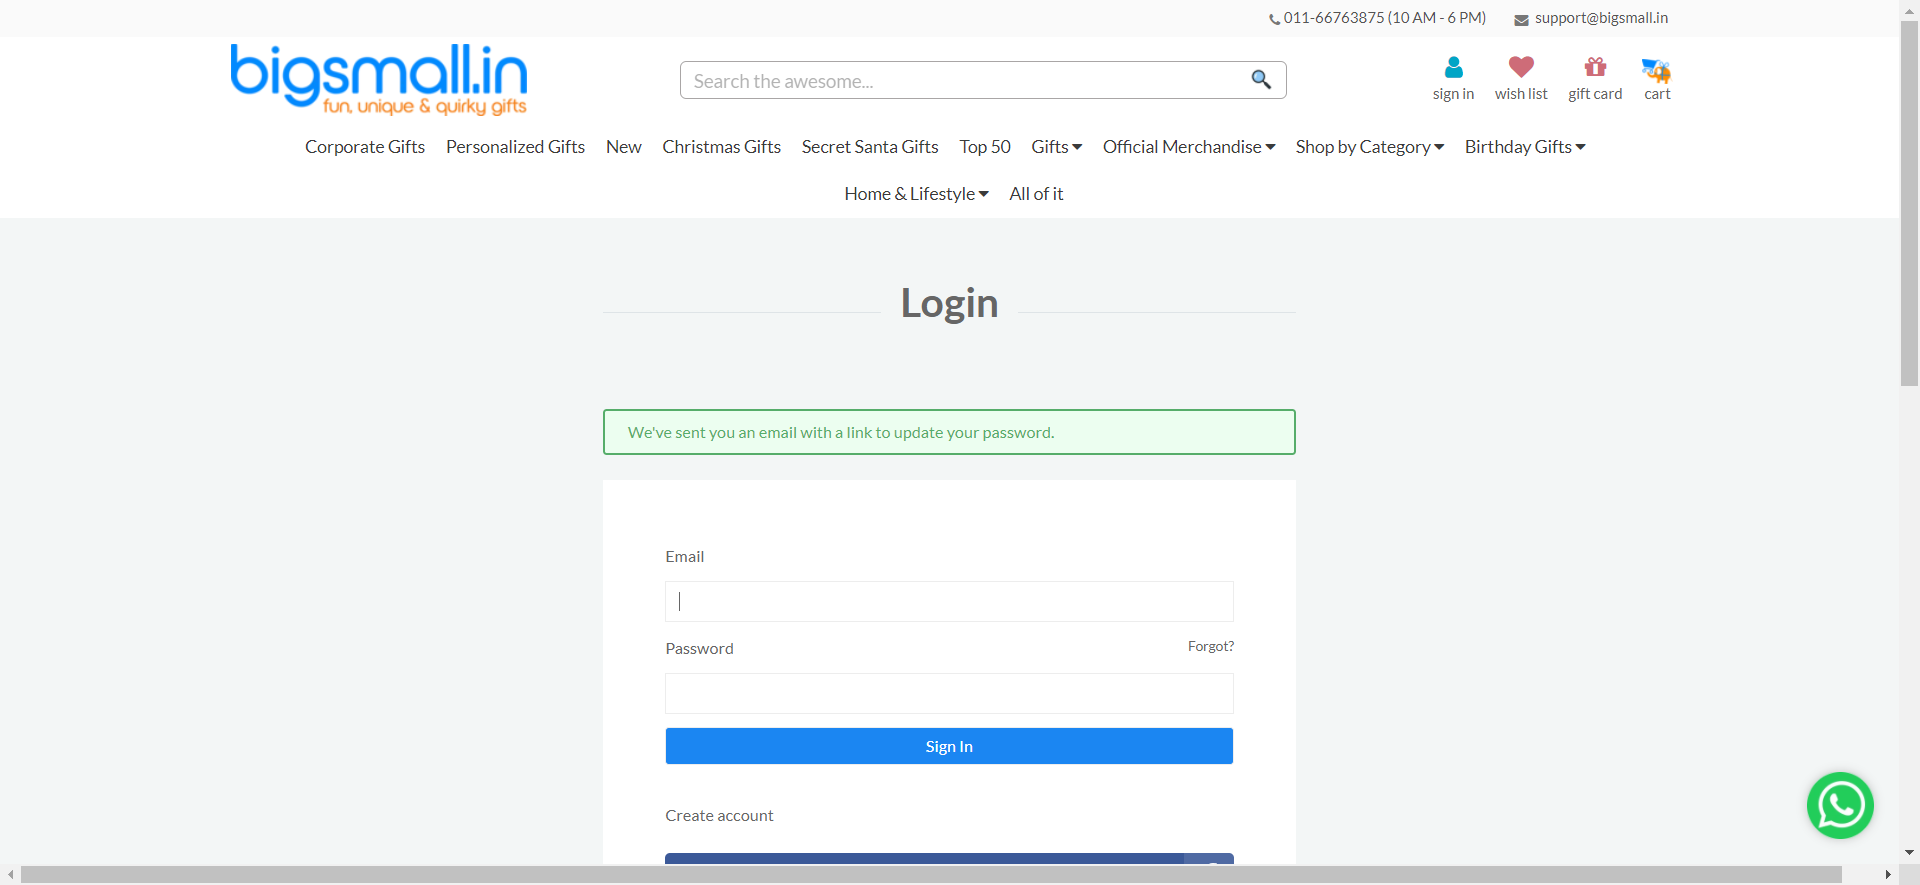 011-66763875 (10 AM - 6 PM) support@bigsmall.in
bigsmall.in
fun, unique & quirky gifts
Search the awesome...
sign in wish list gift card cart
Corporate Gifts Personalized Gifts New Christmas Gifts Secret Santa Gifts Top 50 Gifts Official Merchandise Shop by Category Birthday Gifts
Home & Lifestyle All of it
Login
We've sent you an email with a link to update your password.
Email
Password Forgot?
Sign In
Create account